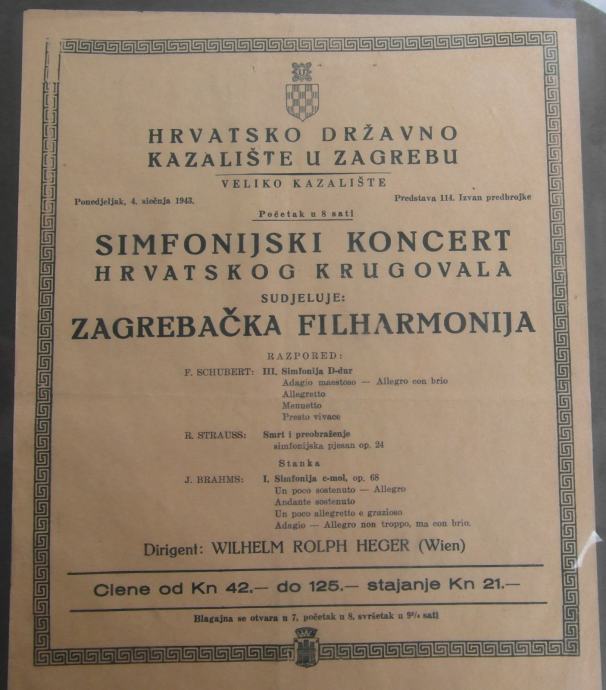 HRVATSKO DRŽAVNO
KAZALIŠTE U ZAGREBU
VELIKO KAZALIŠTE
Ponedjeljak, 4. siečnja 1943.
Predstava 114. Izvan predbrojke
Početak u 8 sati
SIMFONIJSKI KONCERT
HRVATSKOG KRUGOVALA
SUDJELUJE:
ZAGREBAČKA FILHARMONIJA
RAZPORED:
F. SCHUBERT: III. Simfonija D-dur
Adagio maestoso — Allegro con brio
Allegretto
Menuetto
Presto vivace
R. STRAUSS: Smrt i preobraženje
simfonijska pjesan op. 24
Stanka
J. BRAHMS: I. Simfonija c-mol, op. 68
Un poco sostenuto — Allegro
Andante sostenuto
Un poco allegretto e grazioso
Adagio — Allegro non troppo, ma con brio.
Dirigent: WILHELM ROLPH HEGER (Wien)
Ciene od Kn 42.— do 125.— stajanje Kn 21.—
Blagajna se otvara u 7, početak u 8, svršetak u 9¾ sati